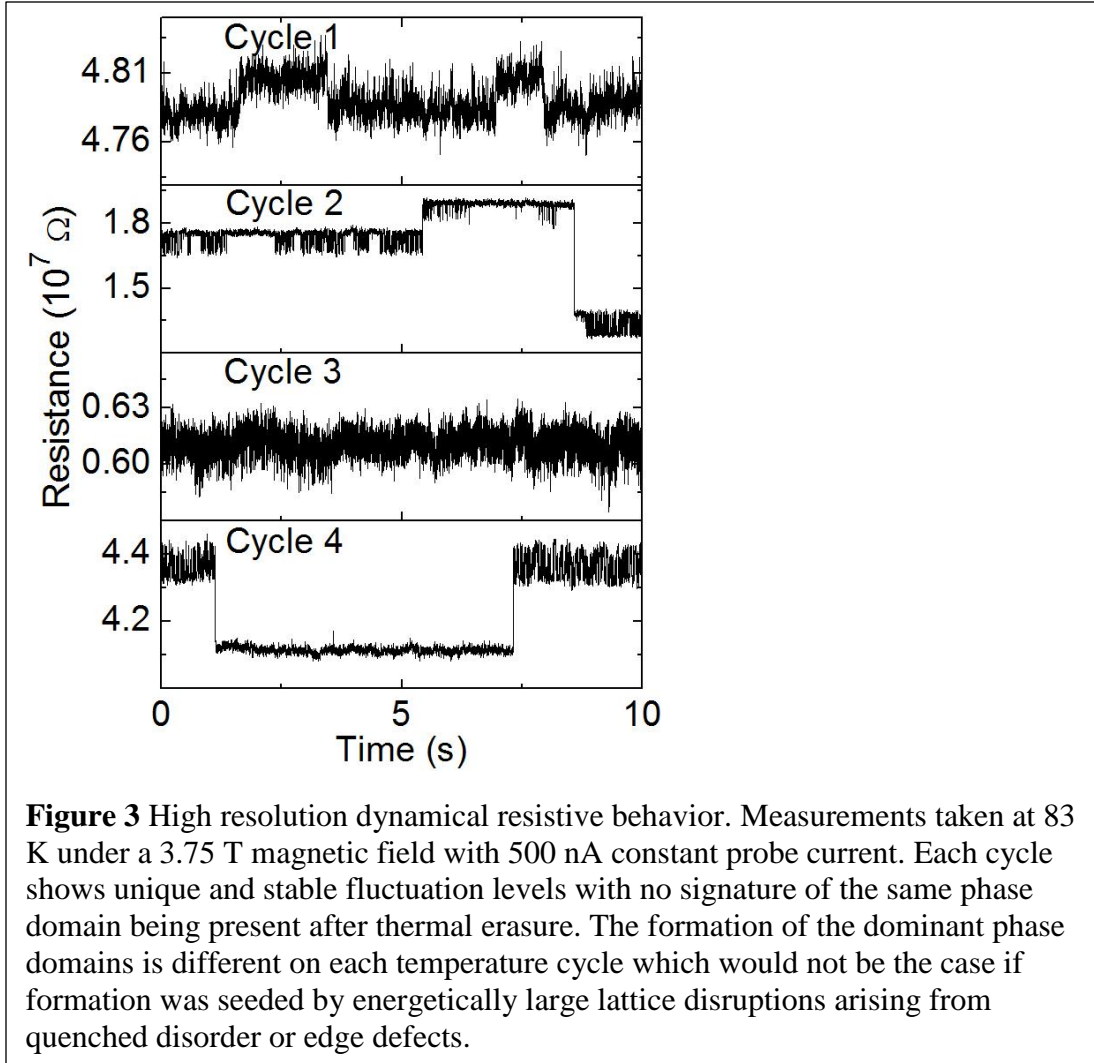 Cycle 1
4.81
4.76
Cycle 2
1.8
1.5
Cycle 3
0.63
0.60
Cycle 4
4.4
4.2
Resistance (10⁷ Ω)
0 5 10
Time (s)
Figure 3 High resolution dynamical resistive behavior. Measurements taken at 83
K under a 3.75 T magnetic field with 500 nA constant probe current. Each cycle
shows unique and stable fluctuation levels with no signature of the same phase
domain being present after thermal erasure. The formation of the dominant phase
domains is different on each temperature cycle which would not be the case if
formation was seeded by energetically large lattice disruptions arising from
quenched disorder or edge defects.